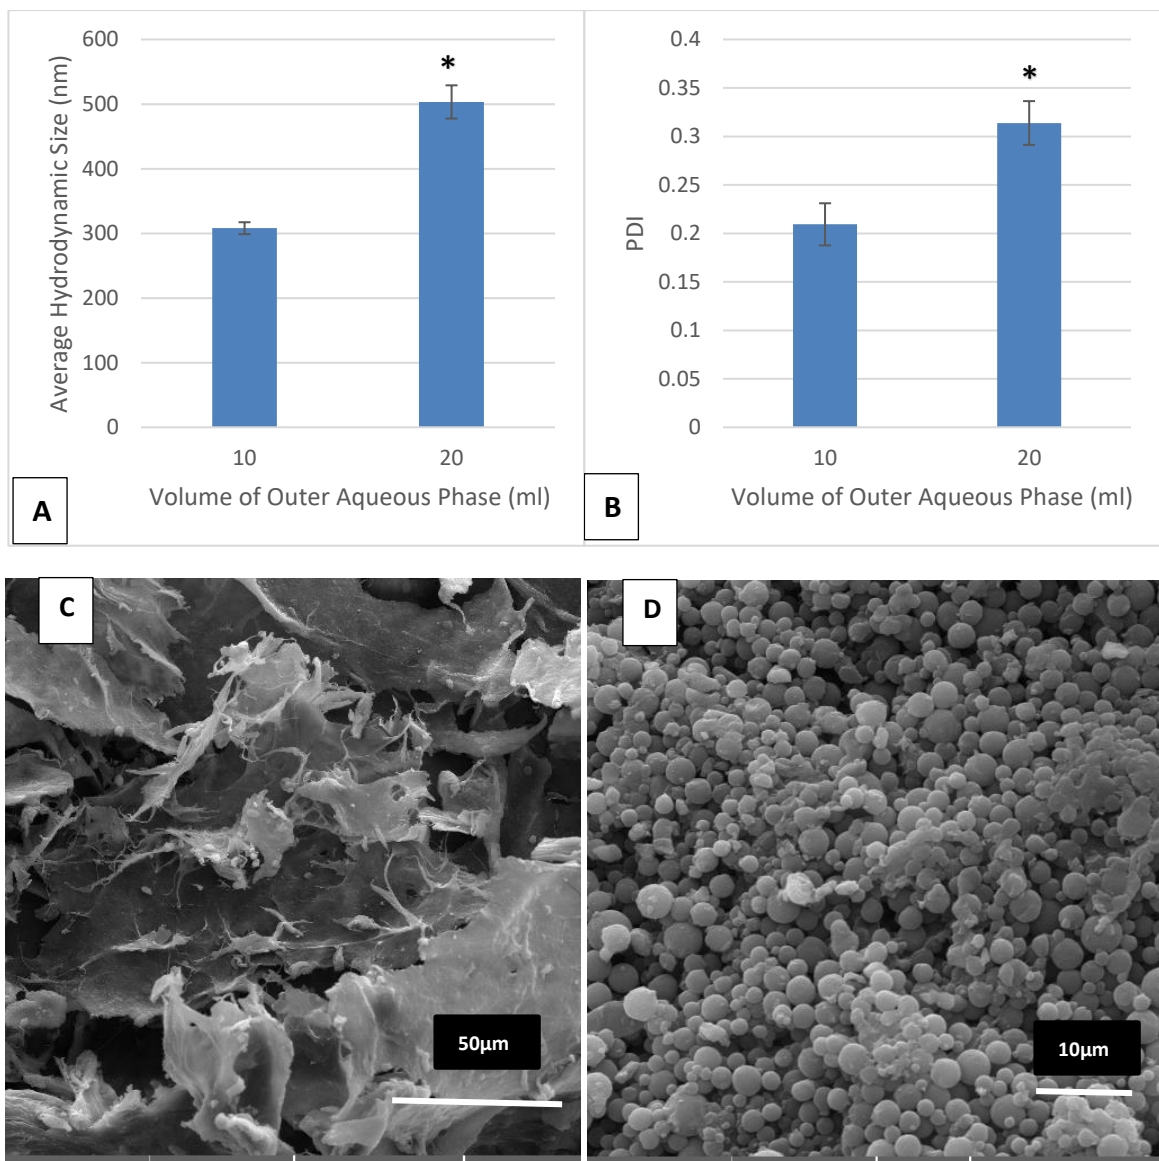 600
500
400
300
200
100
0
*
10
20
Average Hydrodynamic Size (nm)
Volume of Outer Aqueous Phase (ml)
A
0.4
0.35
0.3
0.25
0.2
0.15
0.1
0.05
0
*
10
20
PDI
Volume of Outer Aqueous Phase (ml)
B
C
50µm
D
10µm